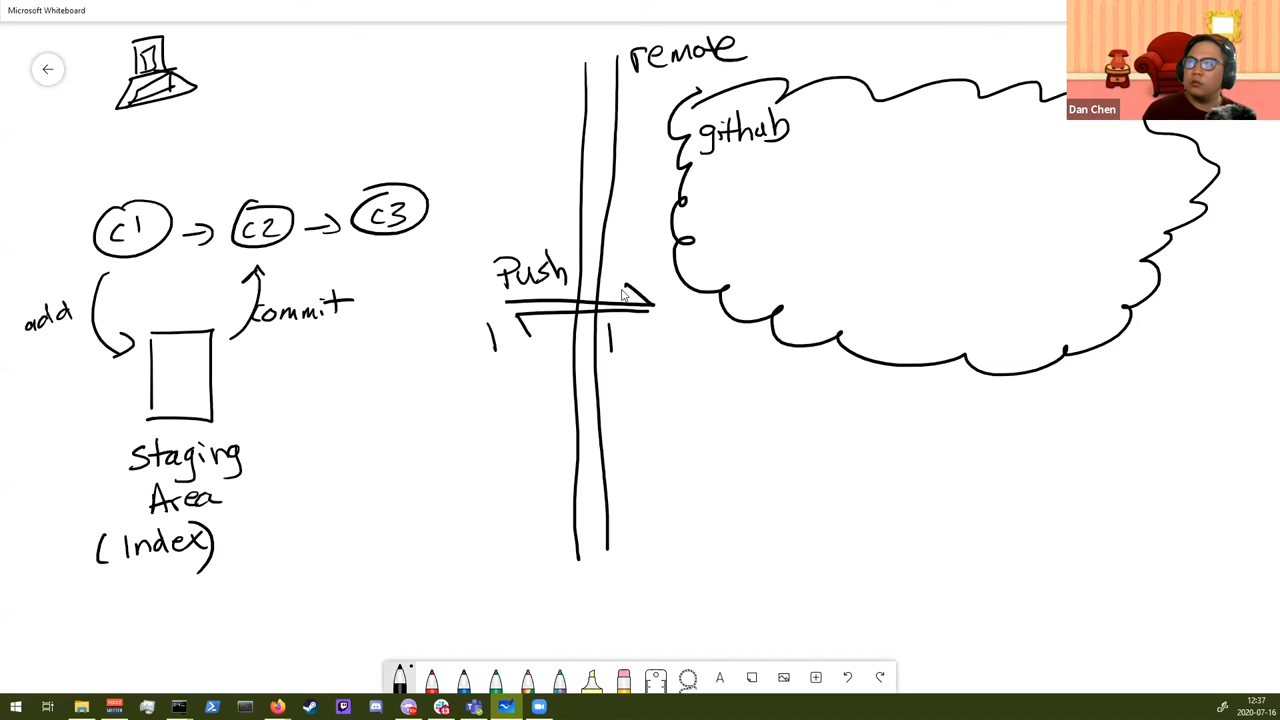 Microsoft Whiteboard
remote
Dan Chen
github
c1 → c2 → c3
Push
add
commit
Staging
Area
(Index)
12:37
2020-07-16